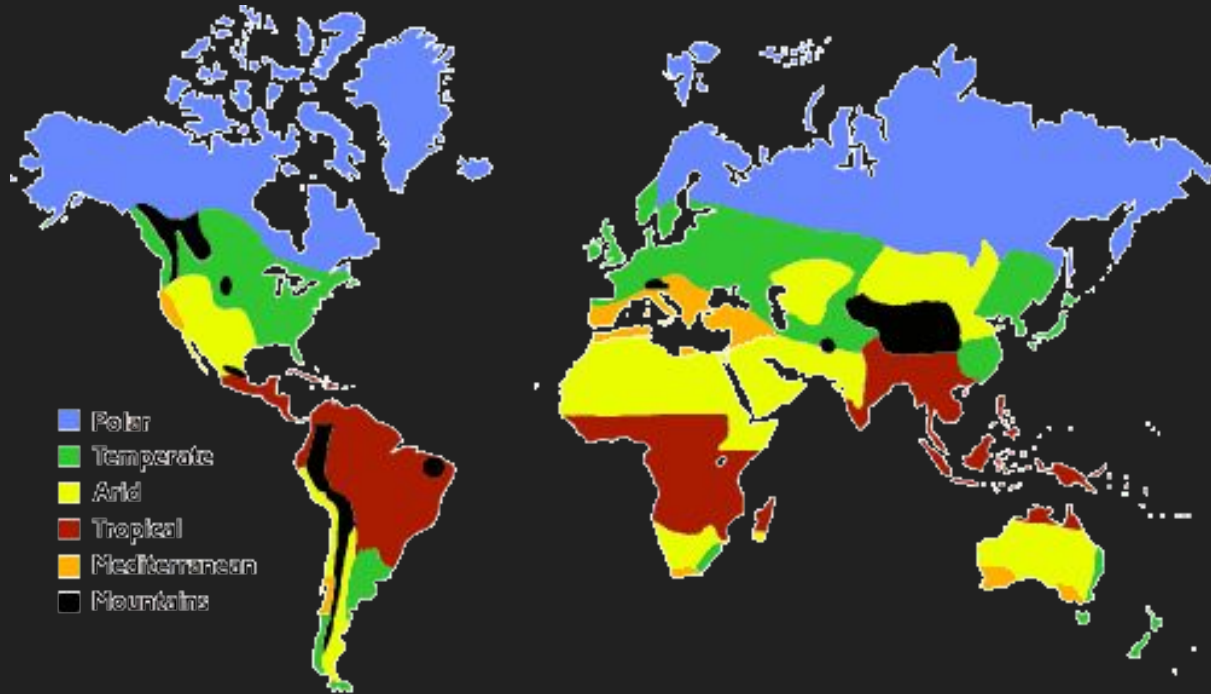 Polar
Temperate
Arid
Tropical
Mediterranean
Mountains